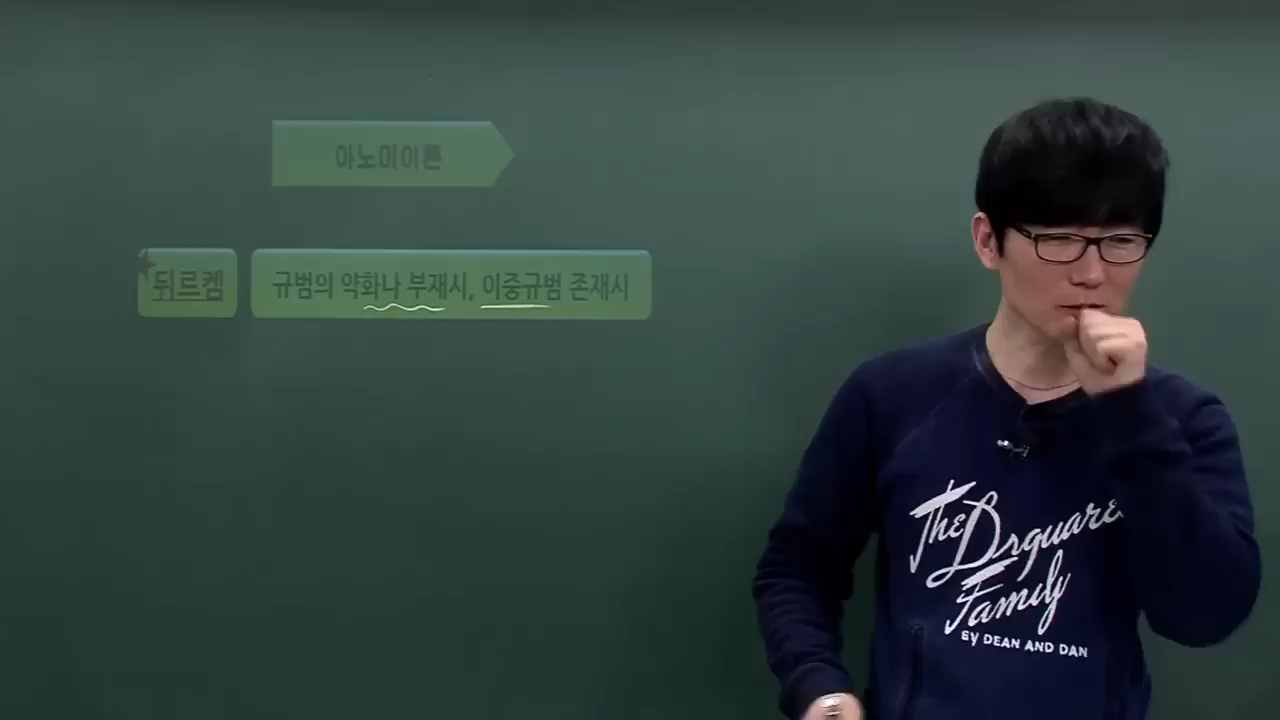 아노미이론
뒤르켐 규범의 약화나 부재시, 이중규범 존재시
The Dsquared
Family
By DEAN AND DAN